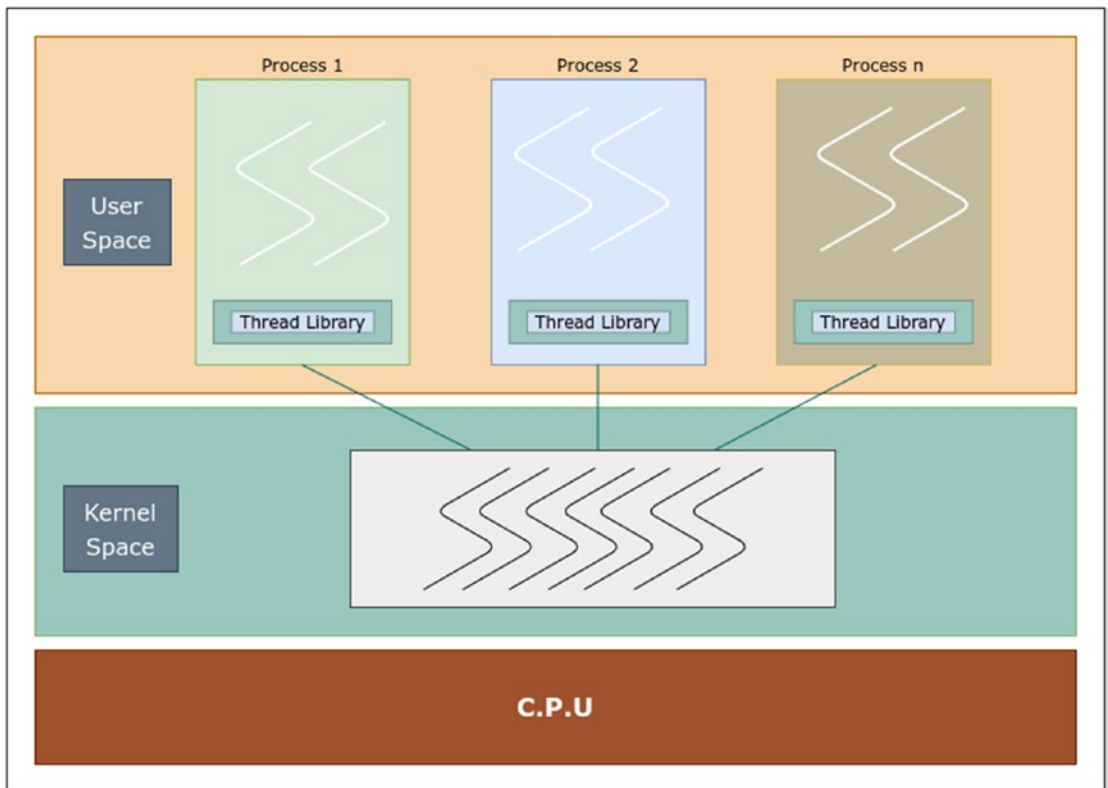 Process 1
Process 2
Process n
User
Space
Thread Library
Thread Library
Thread Library
Kernel
Space
C.P.U